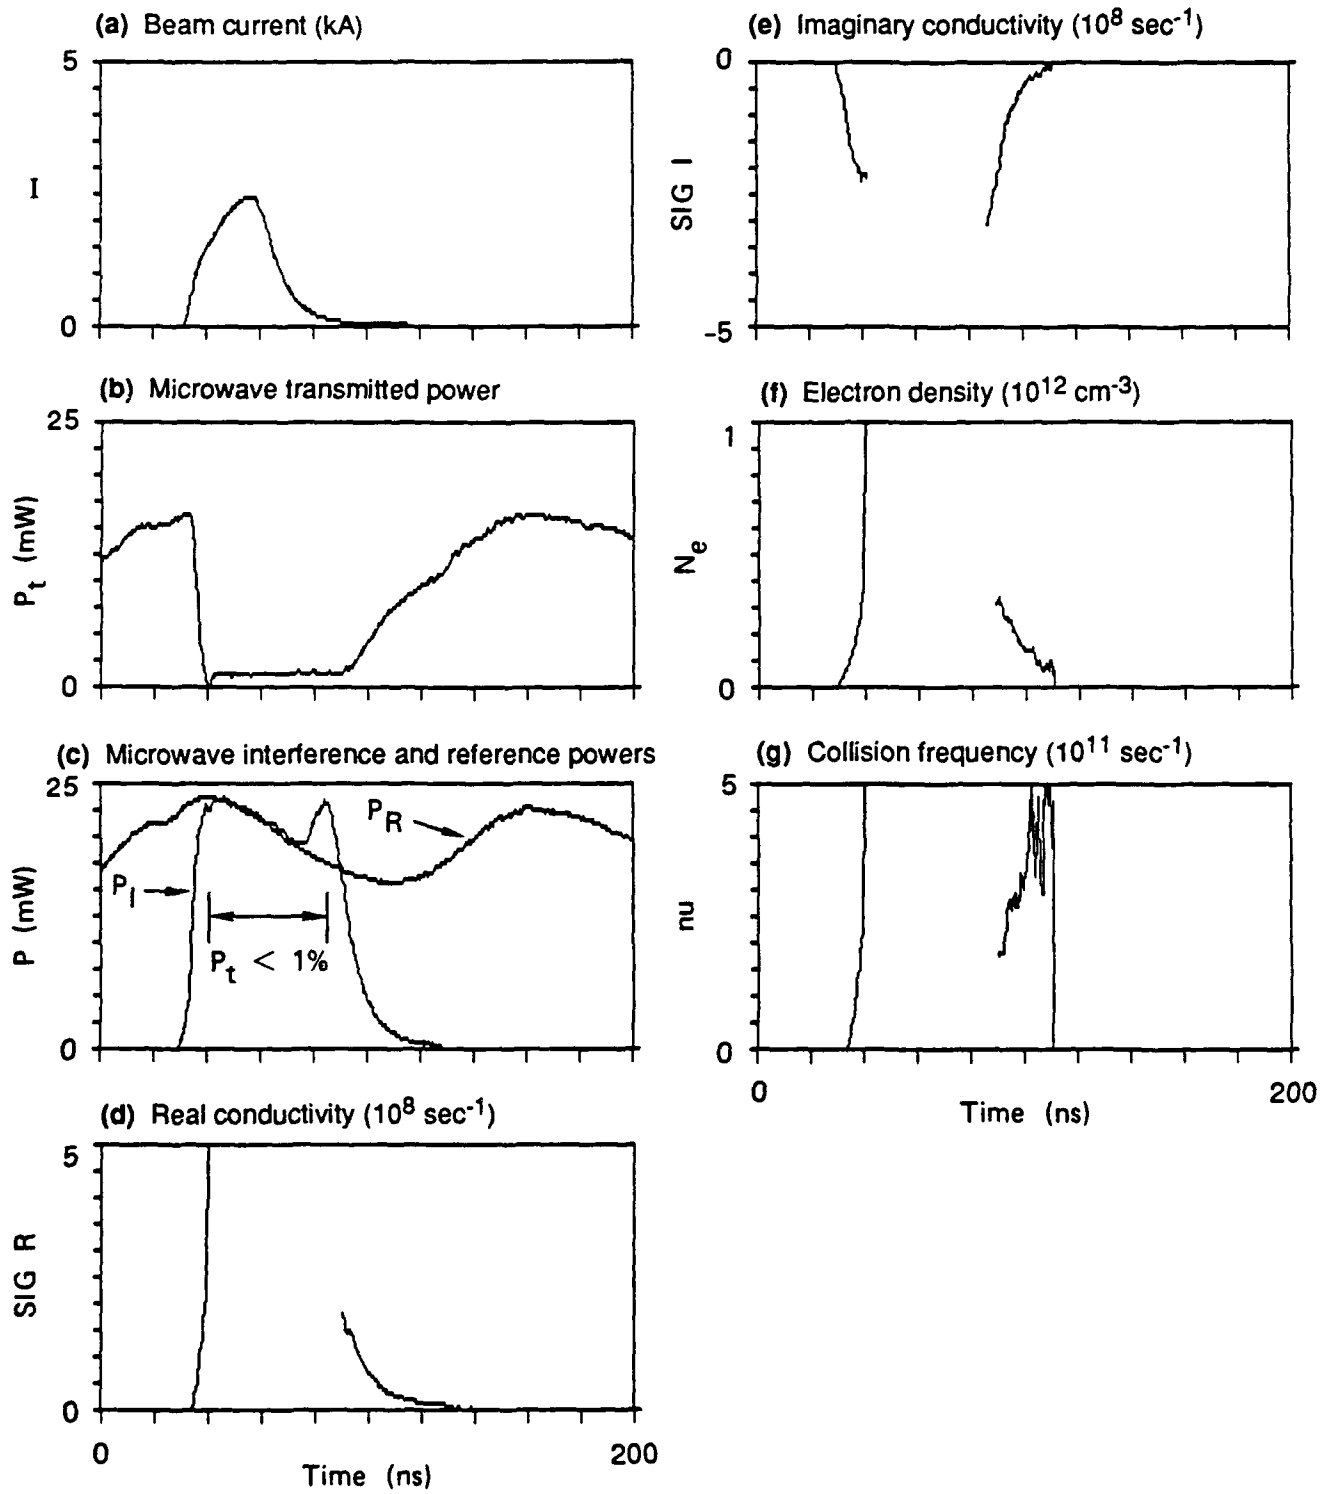 (a) Beam current (kA)
5
I
0
(b) Microwave transmitted power
25
P_t (mW)
0
(c) Microwave interference and reference powers
25
P_R
P_I
P_t < 1%
P (mW)
0
(d) Real conductivity (10^8 sec^-1)
5
SIG R
0
0
200
Time (ns)
(e) Imaginary conductivity (10^8 sec^-1)
0
SIG I
-5
(f) Electron density (10^12 cm^-3)
1
N_e
0
(g) Collision frequency (10^11 sec^-1)
5
nu
0
0
200
Time (ns)